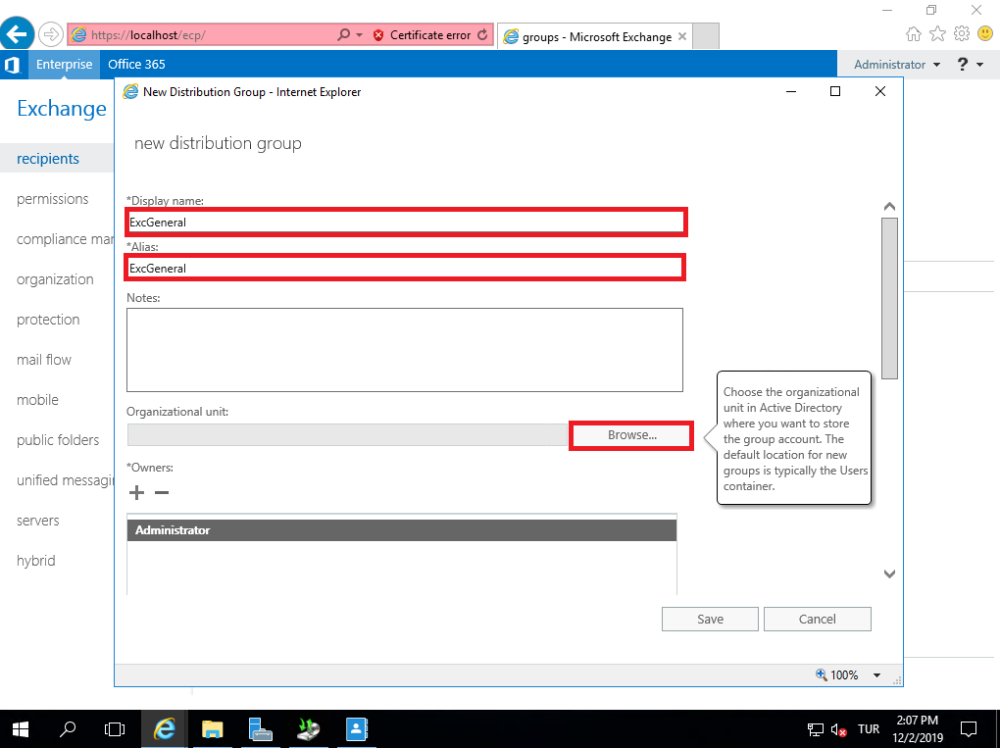 https://localhost/ecp/
Certificate error
groups - Microsoft Exchange
Enterprise
Office 365
Administrator
?
Exchange
New Distribution Group - Internet Explorer
new distribution group
recipients
permissions
compliance mar
organization
protection
mail flow
mobile
public folders
unified messagin
servers
hybrid
*Display name:
ExcGeneral
*Alias:
ExcGeneral
Notes:
Organizational unit:
Browse...
Choose the organizational
unit in Active Directory
where you want to store
the group account. The
default location for new
groups is typically the Users
container.
*Owners:
Administrator
Save
Cancel
100%
TUR
2:07 PM
12/2/2019